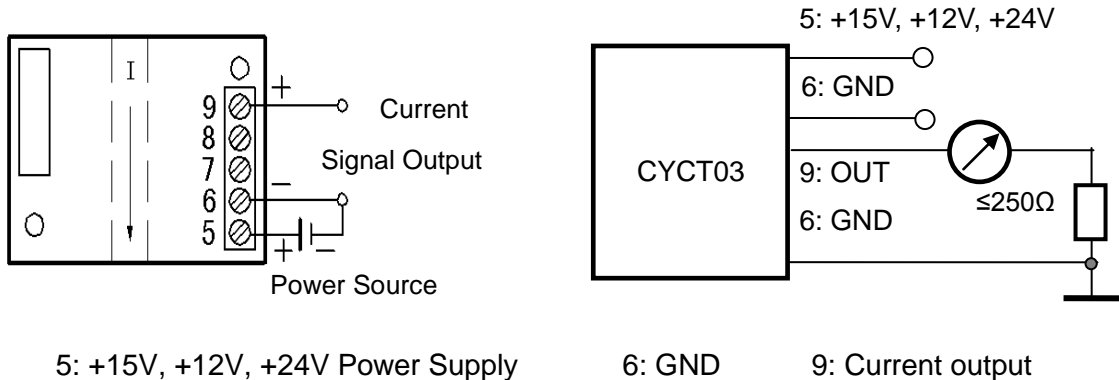 I
+
9
8
7
6
5
Current
Signal Output
−
+ −
Power Source
5: +15V, +12V, +24V
6: GND
CYCT03
9: OUT
≤250Ω
6: GND
5: +15V, +12V, +24V Power Supply 6: GND 9: Current output